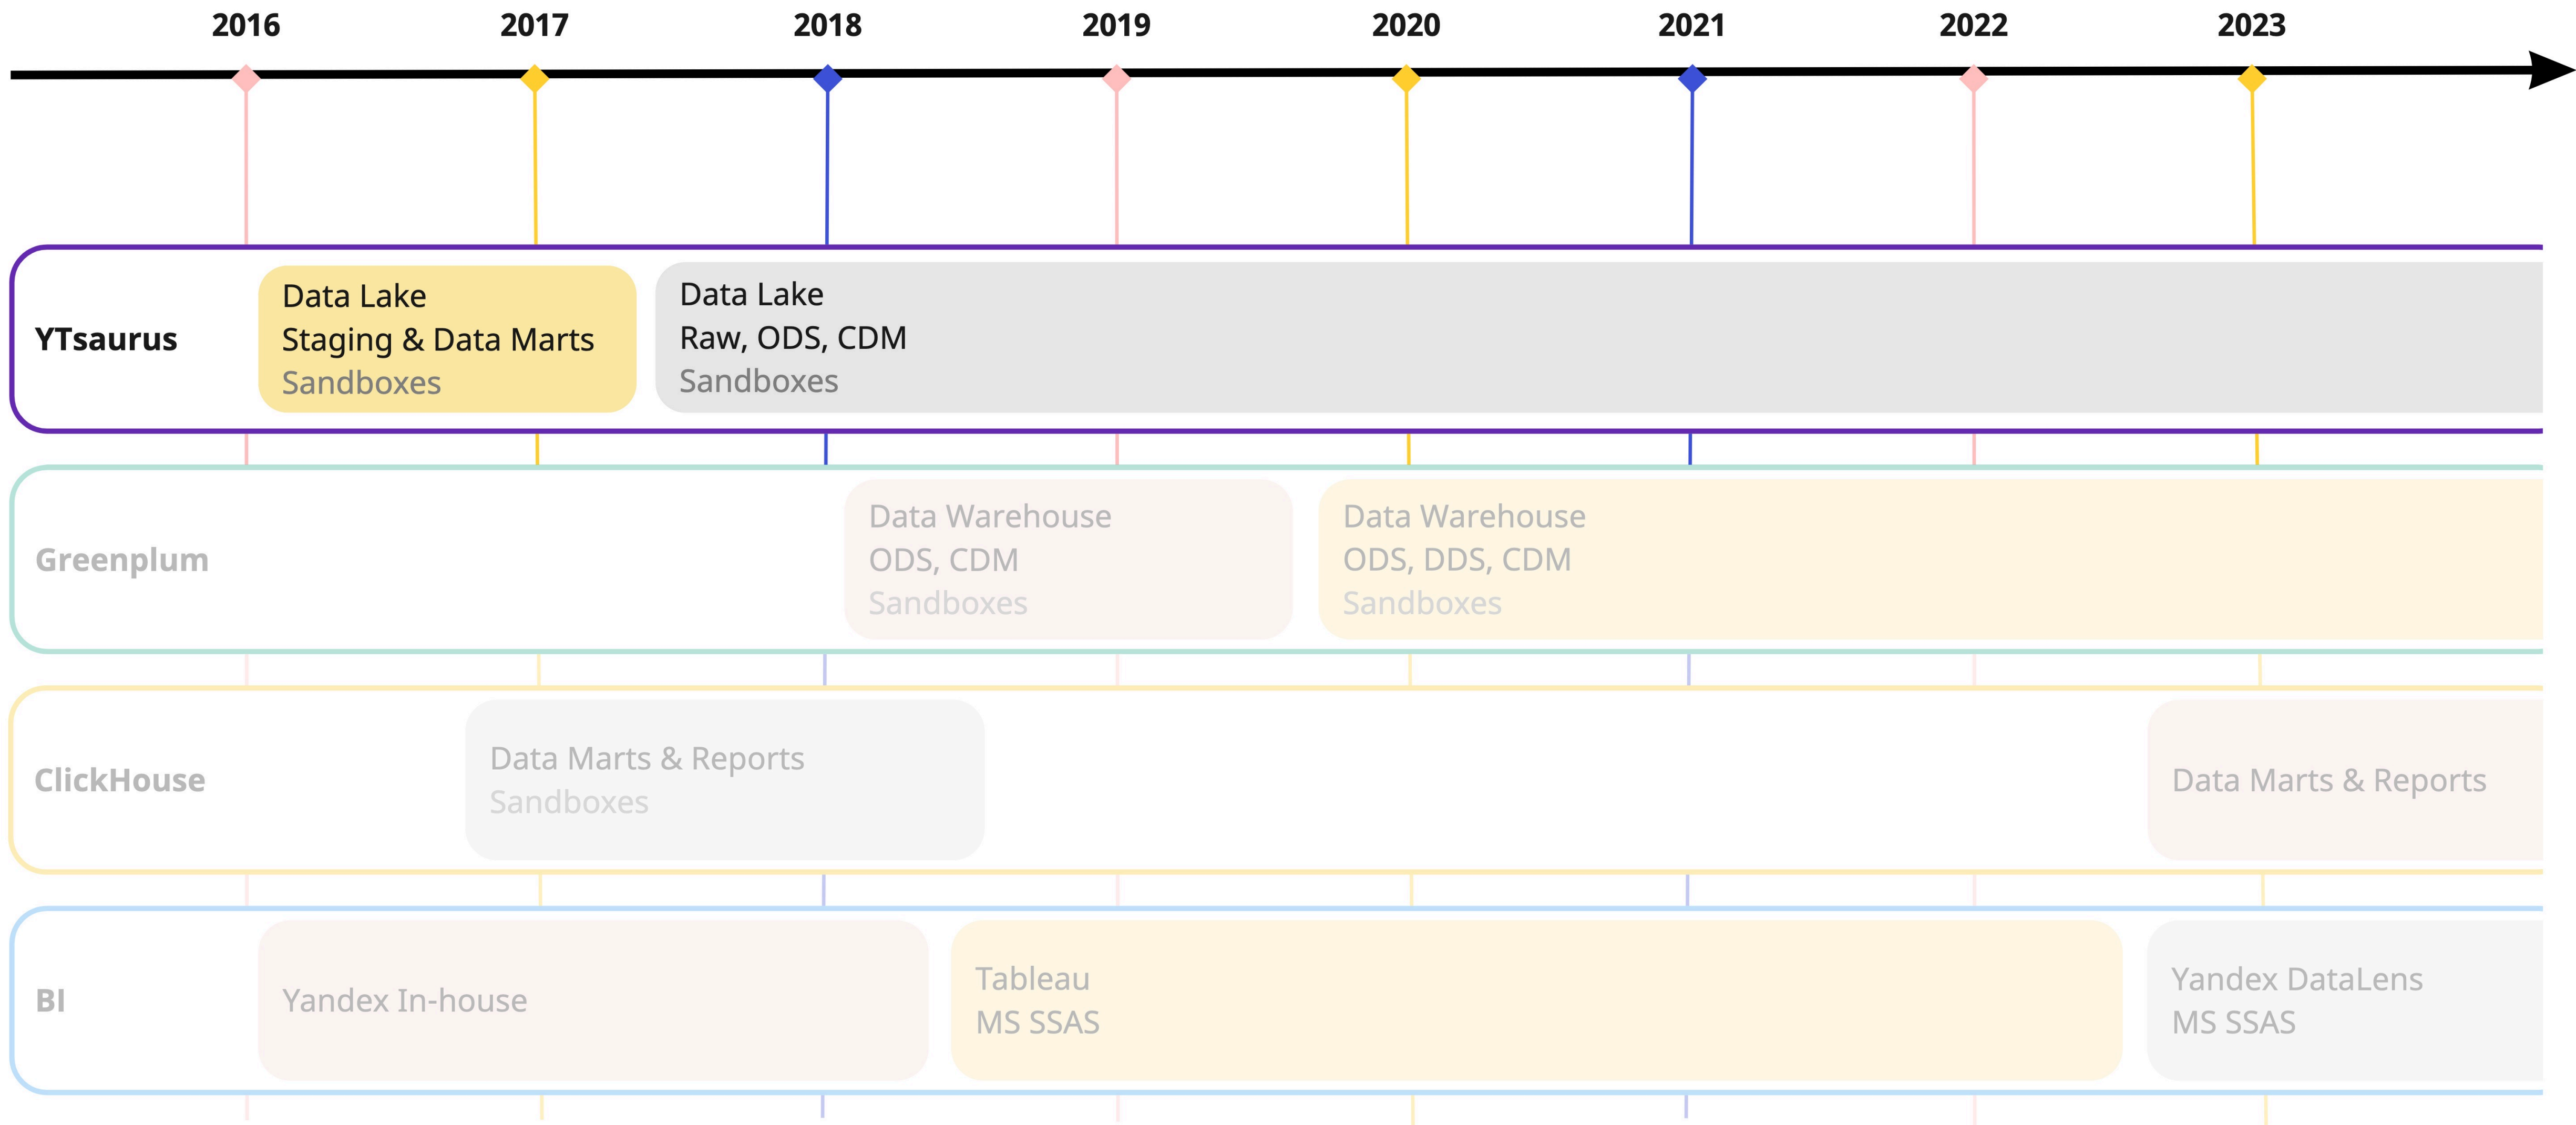 2016 2017 2018 2019 2020 2021 2022 2023
YTsaurus
Data Lake
Staging & Data Marts
Sandboxes
Data Lake
Raw, ODS, CDM
Sandboxes
Greenplum
Data Warehouse
ODS, CDM
Sandboxes
Data Warehouse
ODS, DDS, CDM
Sandboxes
ClickHouse
Data Marts & Reports
Sandboxes
Data Marts & Reports
BI
Yandex In-house
Tableau
MS SSAS
Yandex DataLens
MS SSAS